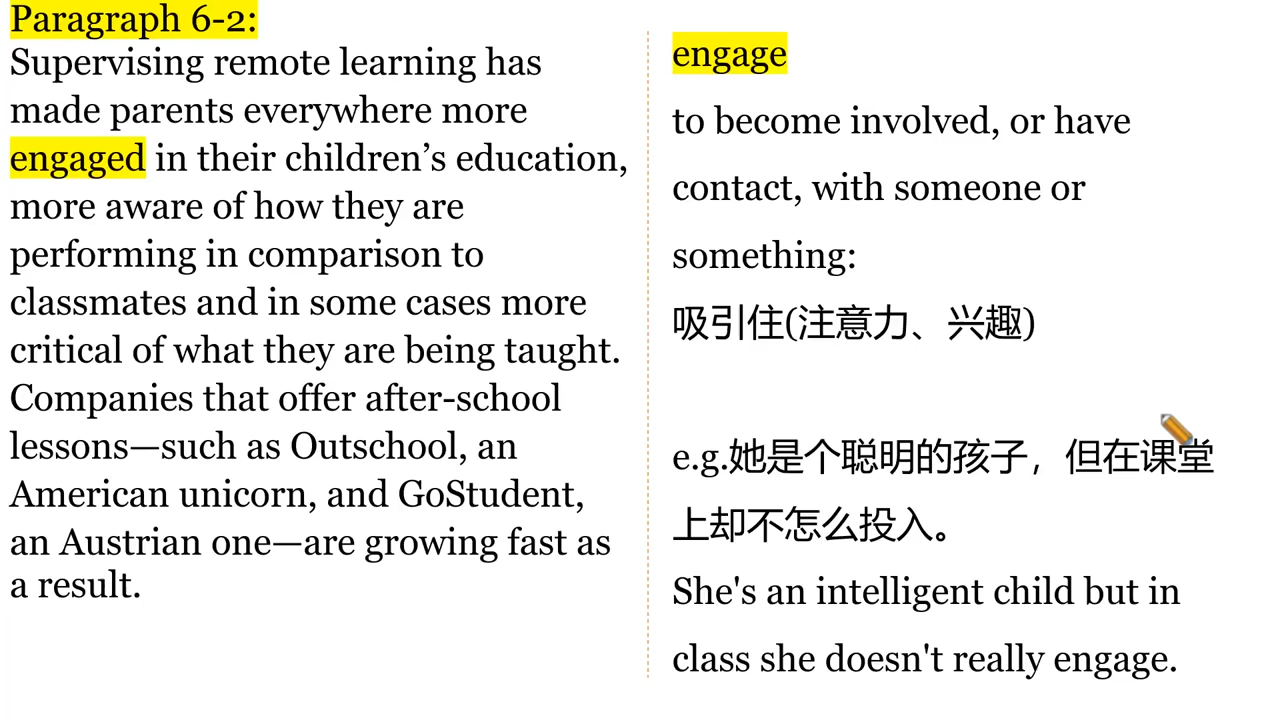 Paragraph 6-2:
Supervising remote learning has
made parents everywhere more
engaged in their children’s education,
more aware of how they are
performing in comparison to
classmates and in some cases more
critical of what they are being taught.
Companies that offer after-school
lessons—such as Outschool, an
American unicorn, and GoStudent,
an Austrian one—are growing fast as
a result.
engage
to become involved, or have
contact, with someone or
something:
吸引住(注意力、兴趣)
e.g.她是个聪明的孩子，但在课堂
上却不怎么投入。
She's an intelligent child but in
class she doesn't really engage.